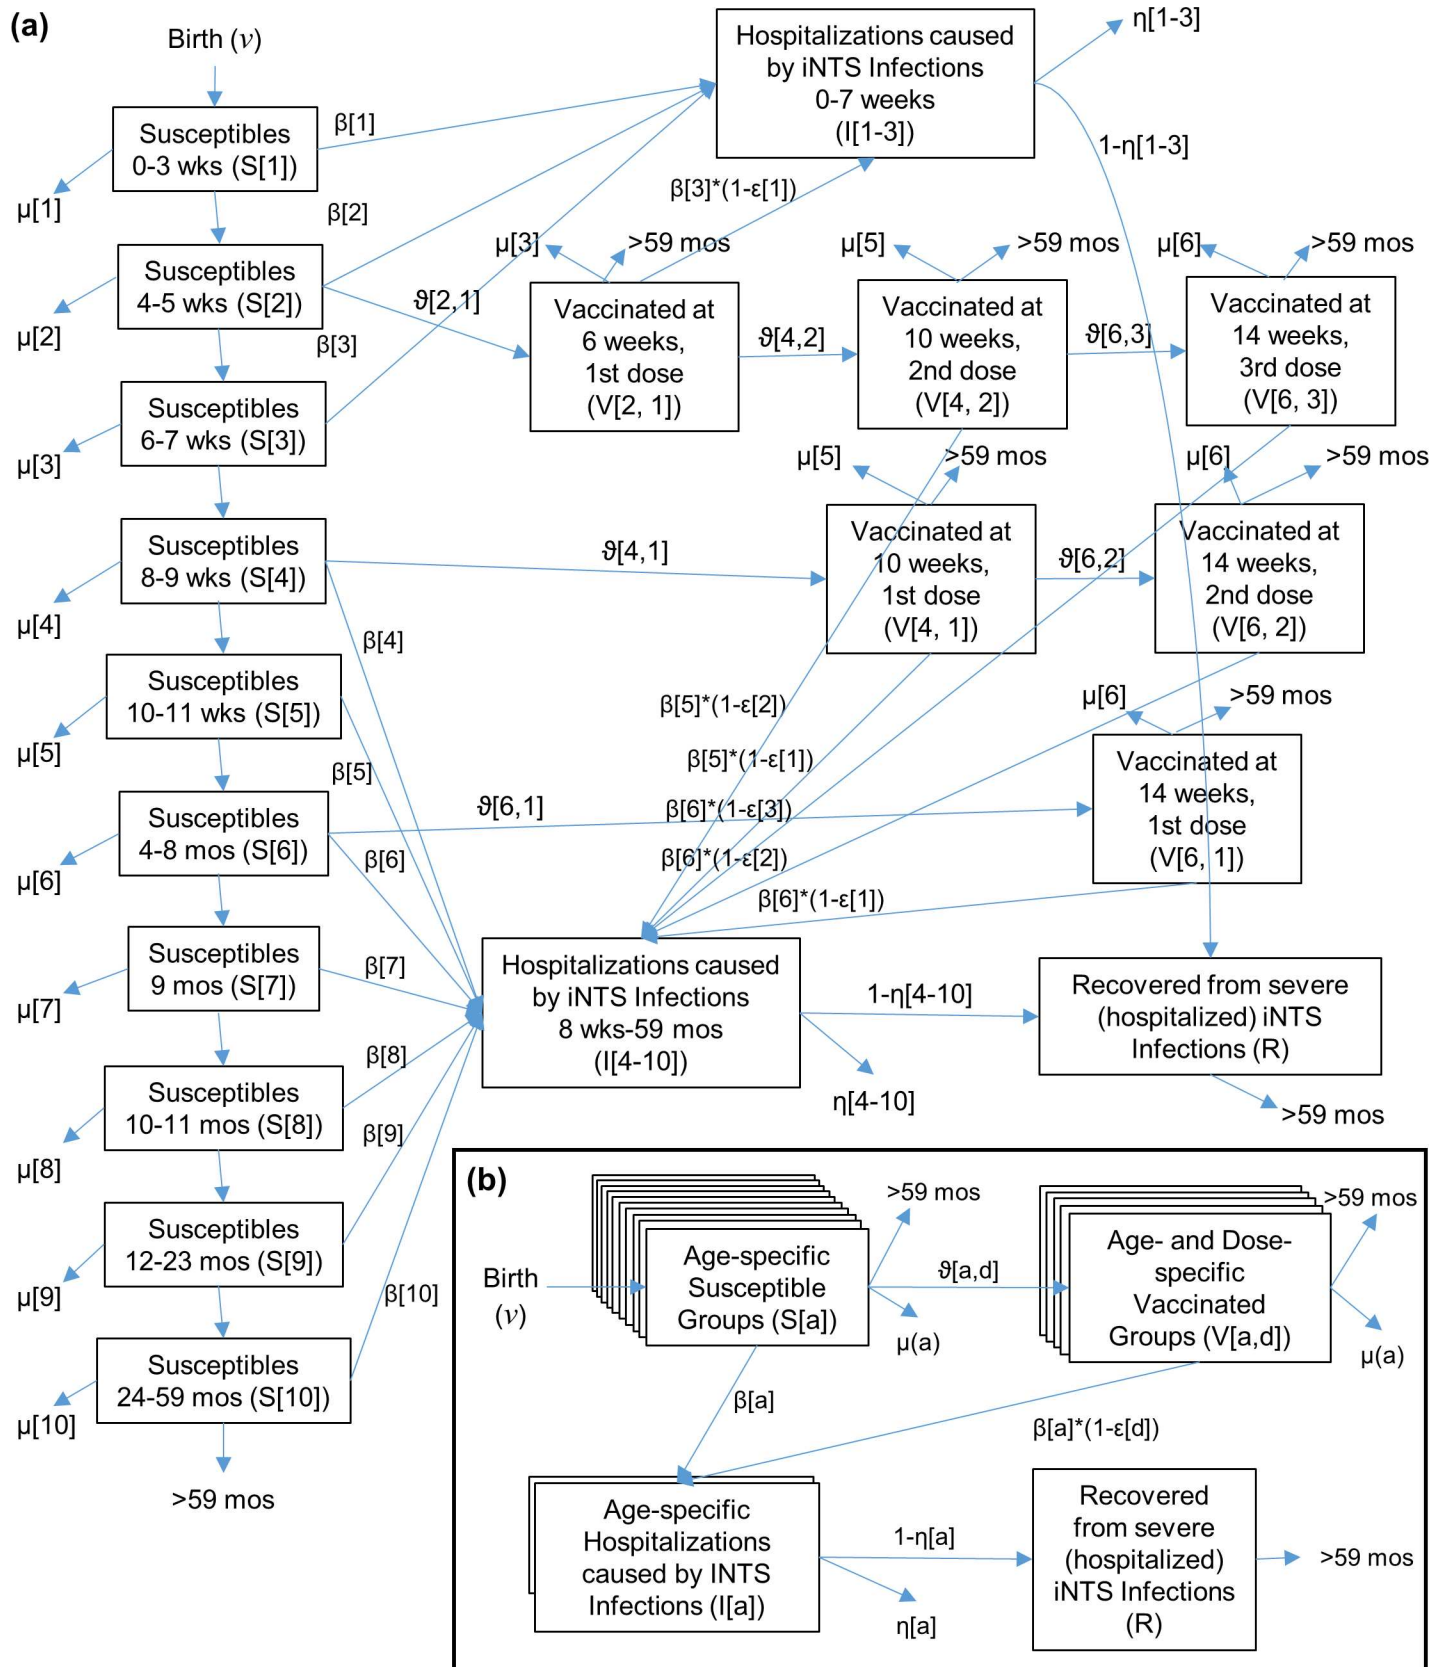 (a)
Birth (ν)
Susceptibles
0-3 wks (S[1])
μ[1]
β[1]
Hospitalizations caused
by iNTS Infections
0-7 weeks
(I[1-3])
η[1-3]
1-η[1-3]
β[3]*(1-ε[1])
β[2]
Susceptibles
4-5 wks (S[2])
μ[2]
ϑ[2,1]
β[3]
μ[3]
>59 mos
Vaccinated at
6 weeks,
1st dose
(V[2, 1])
ϑ[4,2]
μ[5]
>59 mos
Vaccinated at
10 weeks,
2nd dose
(V[4, 2])
ϑ[6,3]
μ[6]
>59 mos
Vaccinated at
14 weeks,
3rd dose
(V[6, 3])
Susceptibles
6-7 wks (S[3])
μ[3]
Susceptibles
8-9 wks (S[4])
μ[4]
ϑ[4,1]
β[4]
μ[5]
>59 mos
Vaccinated at
10 weeks,
1st dose
(V[4, 1])
ϑ[6,2]
μ[6]
>59 mos
Vaccinated at
14 weeks,
2nd dose
(V[6, 2])
Susceptibles
10-11 wks (S[5])
μ[5]
β[5]
β[5]*(1-ε[2])
β[5]*(1-ε[1])
β[6]*(1-ε[3])
β[6]*(1-ε[2])
β[6]*(1-ε[1])
μ[6]
>59 mos
Vaccinated at
14 weeks,
1st dose
(V[6, 1])
Susceptibles
4-8 mos (S[6])
μ[6]
ϑ[6,1]
β[6]
Susceptibles
9 mos (S[7])
μ[7]
β[7]
Hospitalizations caused
by iNTS Infections
8 wks-59 mos
(I[4-10])
1-η[4-10]
η[4-10]
Recovered from severe
(hospitalized) iNTS
Infections (R)
>59 mos
Susceptibles
10-11 mos (S[8])
μ[8]
β[8]
Susceptibles
12-23 mos (S[9])
μ[9]
β[9]
Susceptibles
24-59 mos (S[10])
μ[10]
β[10]
>59 mos
(b)
Birth
(ν)
Age-specific
Susceptible
Groups (S[a])
>59 mos
μ(a)
ϑ[a,d]
Age- and Dose-
specific
Vaccinated
Groups (V[a,d])
>59 mos
μ(a)
β[a]
β[a]*(1-ε[d])
Age-specific
Hospitalizations
caused by INTS
Infections (I[a])
1-η[a]
η[a]
Recovered
from severe
(hospitalized)
iNTS Infections
(R)
>59 mos